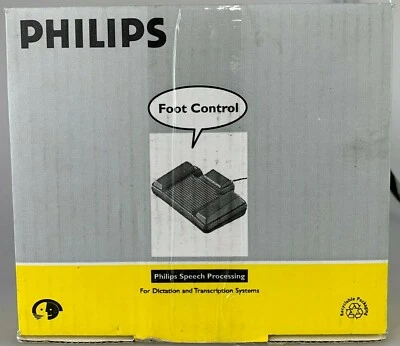 PHILIPS
Foot Control
Philips Speech Processing
For Dictation and Transcription Systems
Recyclable Packaging